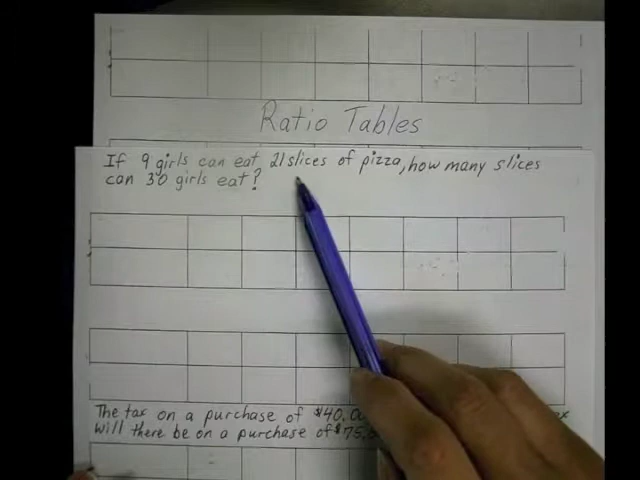 Ratio Tables
If 9 girls can eat 21 slices of pizza, how many slices
can 30 girls eat?
The tax on a purchase of $40.0
will there be on a purchase of $75.